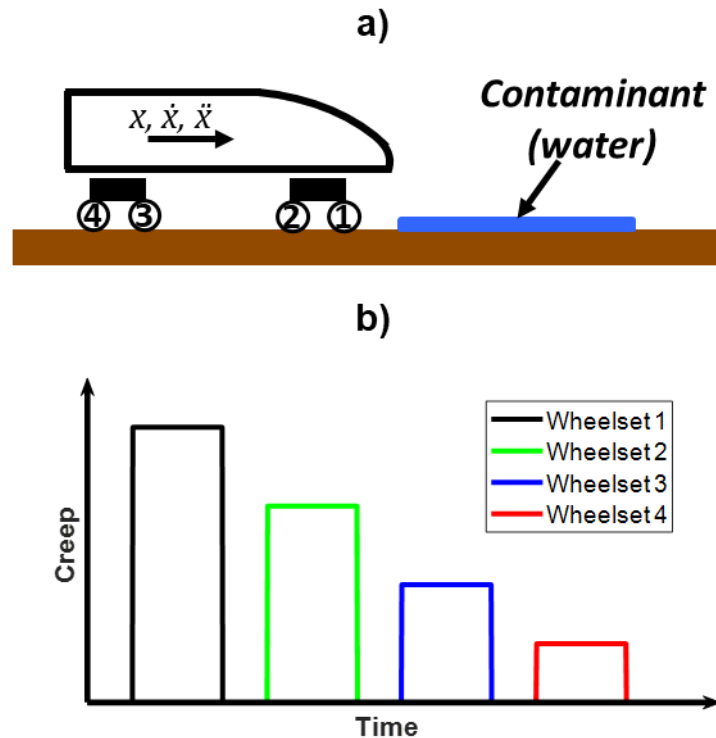 a)
x, ẋ, ẍ
Contaminant
(water)
4 3 2 1
b)
Wheelset 1
Wheelset 2
Wheelset 3
Wheelset 4
Creep
Time